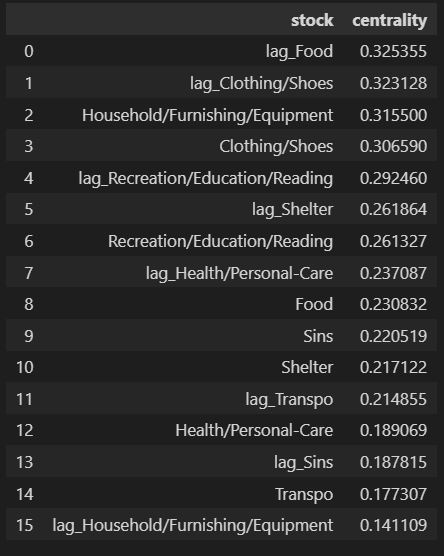 stock centrality
0 lag_Food 0.325355
1 lag_Clothing/Shoes 0.323128
2 Household/Furnishing/Equipment 0.315500
3 Clothing/Shoes 0.306590
4 lag_Recreation/Education/Reading 0.292460
5 lag_Shelter 0.261864
6 Recreation/Education/Reading 0.261327
7 lag_Health/Personal-Care 0.237087
8 Food 0.230832
9 Sins 0.220519
10 Shelter 0.217122
11 lag_Transpo 0.214855
12 Health/Personal-Care 0.189069
13 lag_Sins 0.187815
14 Transpo 0.177307
15 lag_Household/Furnishing/Equipment 0.141109